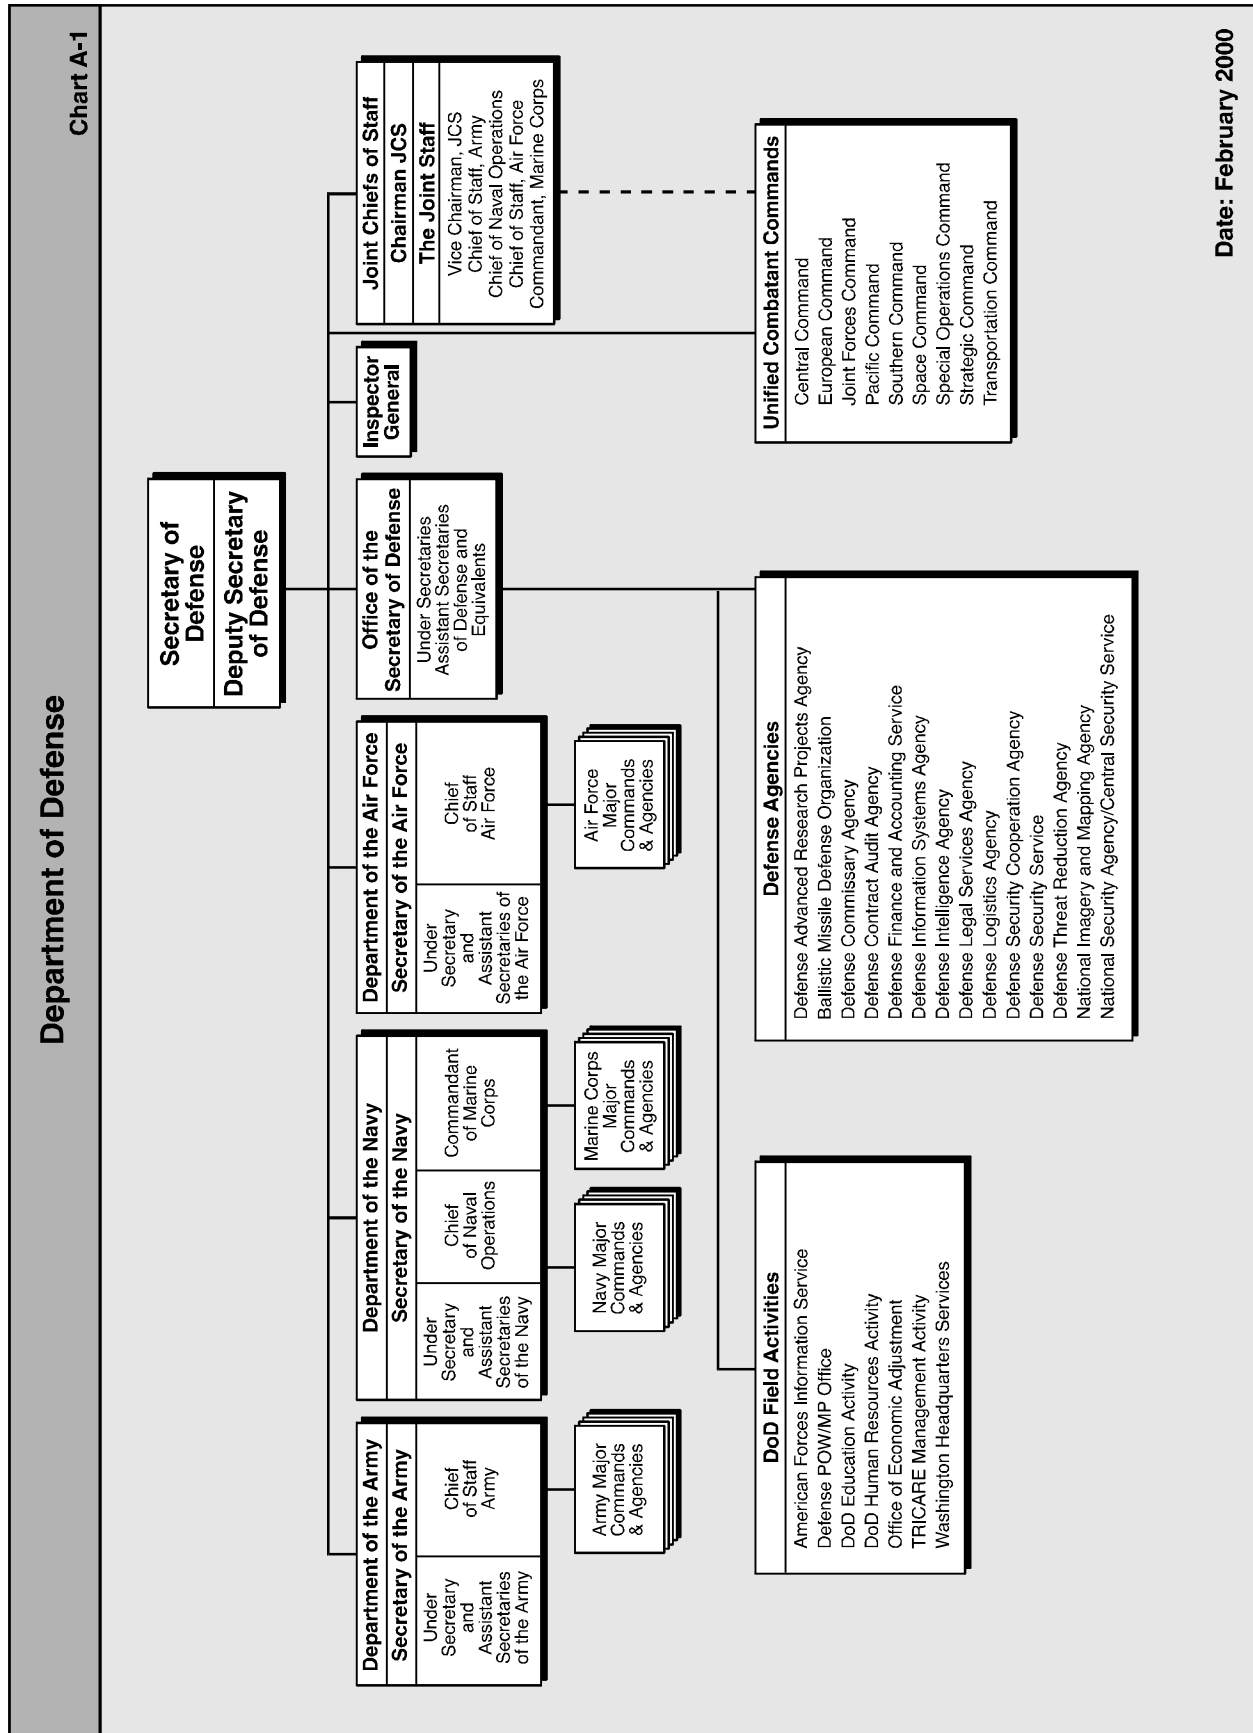 Department of Defense
Chart A-1
Secretary of
Defense
Deputy Secretary
of Defense
Department of the Army
Secretary of the Army
Under
Secretary
and
Assistant
Secretaries
of the Army
Chief
of Staff
Army
Army Major
Commands
& Agencies
Department of the Navy
Secretary of the Navy
Under
Secretary
and
Assistant
Secretaries
of the Navy
Chief
of Naval
Operations
Commandant
of Marine
Corps
Navy Major
Commands
& Agencies
Marine Corps
Major
Commands
& Agencies
Department of the Air Force
Secretary of the Air Force
Under
Secretary
and
Assistant
Secretaries of
the Air Force
Chief
of Staff
Air Force
Air Force
Major
Commands
& Agencies
Office of the
Secretary of Defense
Under Secretaries
Assistant Secretaries
of Defense and
Equivalents
Inspector
General
Joint Chiefs of Staff
Chairman JCS
The Joint Staff
Vice Chairman, JCS
Chief of Staff, Army
Chief of Naval Operations
Chief of Staff, Air Force
Commandant, Marine Corps
DoD Field Activities
American Forces Information Service
Defense POW/MP Office
DoD Education Activity
DoD Human Resources Activity
Office of Economic Adjustment
TRICARE Management Activity
Washington Headquarters Services
Defense Agencies
Defense Advanced Research Projects Agency
Ballistic Missile Defense Organization
Defense Commissary Agency
Defense Contract Audit Agency
Defense Finance and Accounting Service
Defense Information Systems Agency
Defense Intelligence Agency
Defense Legal Services Agency
Defense Logistics Agency
Defense Security Cooperation Agency
Defense Security Service
Defense Threat Reduction Agency
National Imagery and Mapping Agency
National Security Agency/Central Security Service
Unified Combatant Commands
Central Command
European Command
Joint Forces Command
Pacific Command
Southern Command
Space Command
Special Operations Command
Strategic Command
Transportation Command
Date: February 2000